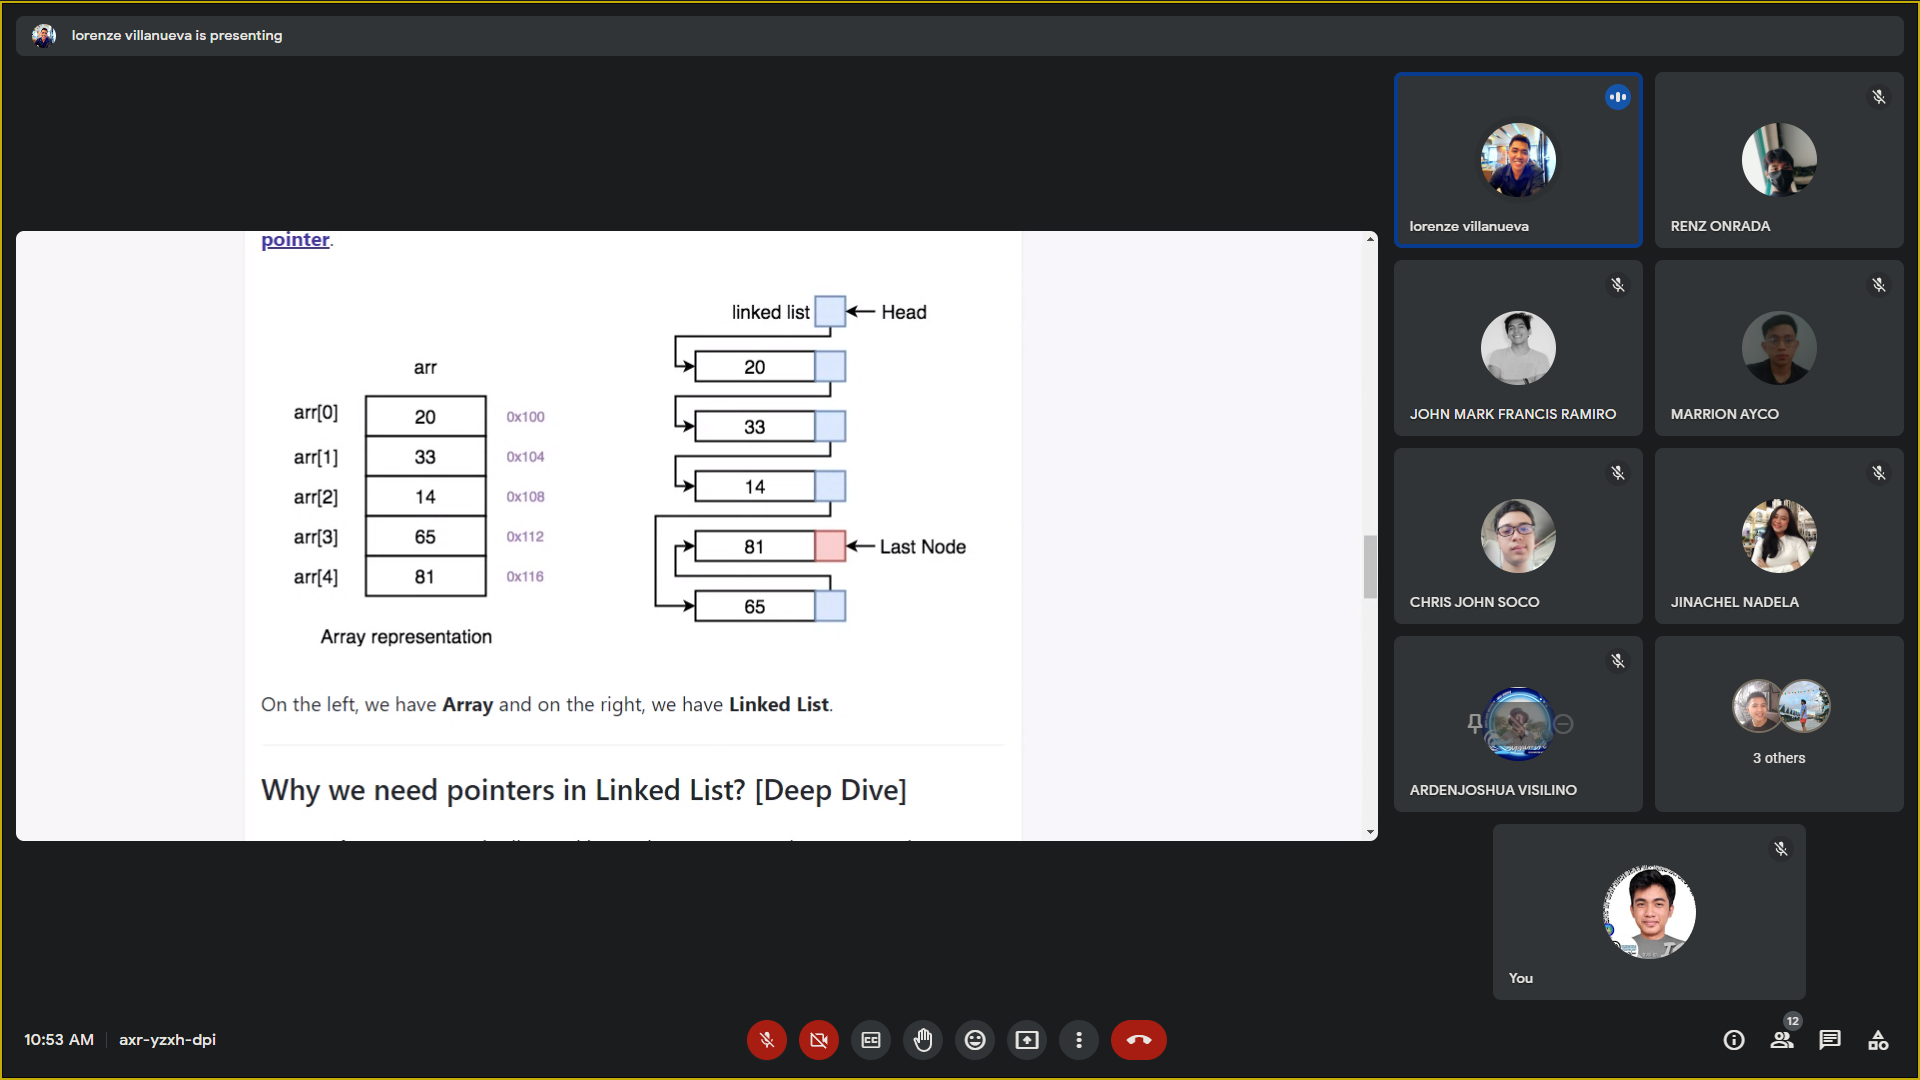 lorenze villanueva is presenting
pointer.
linked list
Head
20
33
14
81
Last Node
65
arr
arr[0]
20
0x100
arr[1]
33
0x104
arr[2]
14
0x108
arr[3]
65
0x112
arr[4]
81
0x116
Array representation
On the left, we have Array and on the right, we have Linked List.
Why we need pointers in Linked List? [Deep Dive]
lorenze villanueva
RENZ ONRADA
JOHN MARK FRANCIS RAMIRO
MARRION AYCO
CHRIS JOHN SOCO
JINACHEL NADELA
ARDENJOSHUA VISILINO
3 others
You
10:53 AM
axr-yzxh-dpi
CC
12